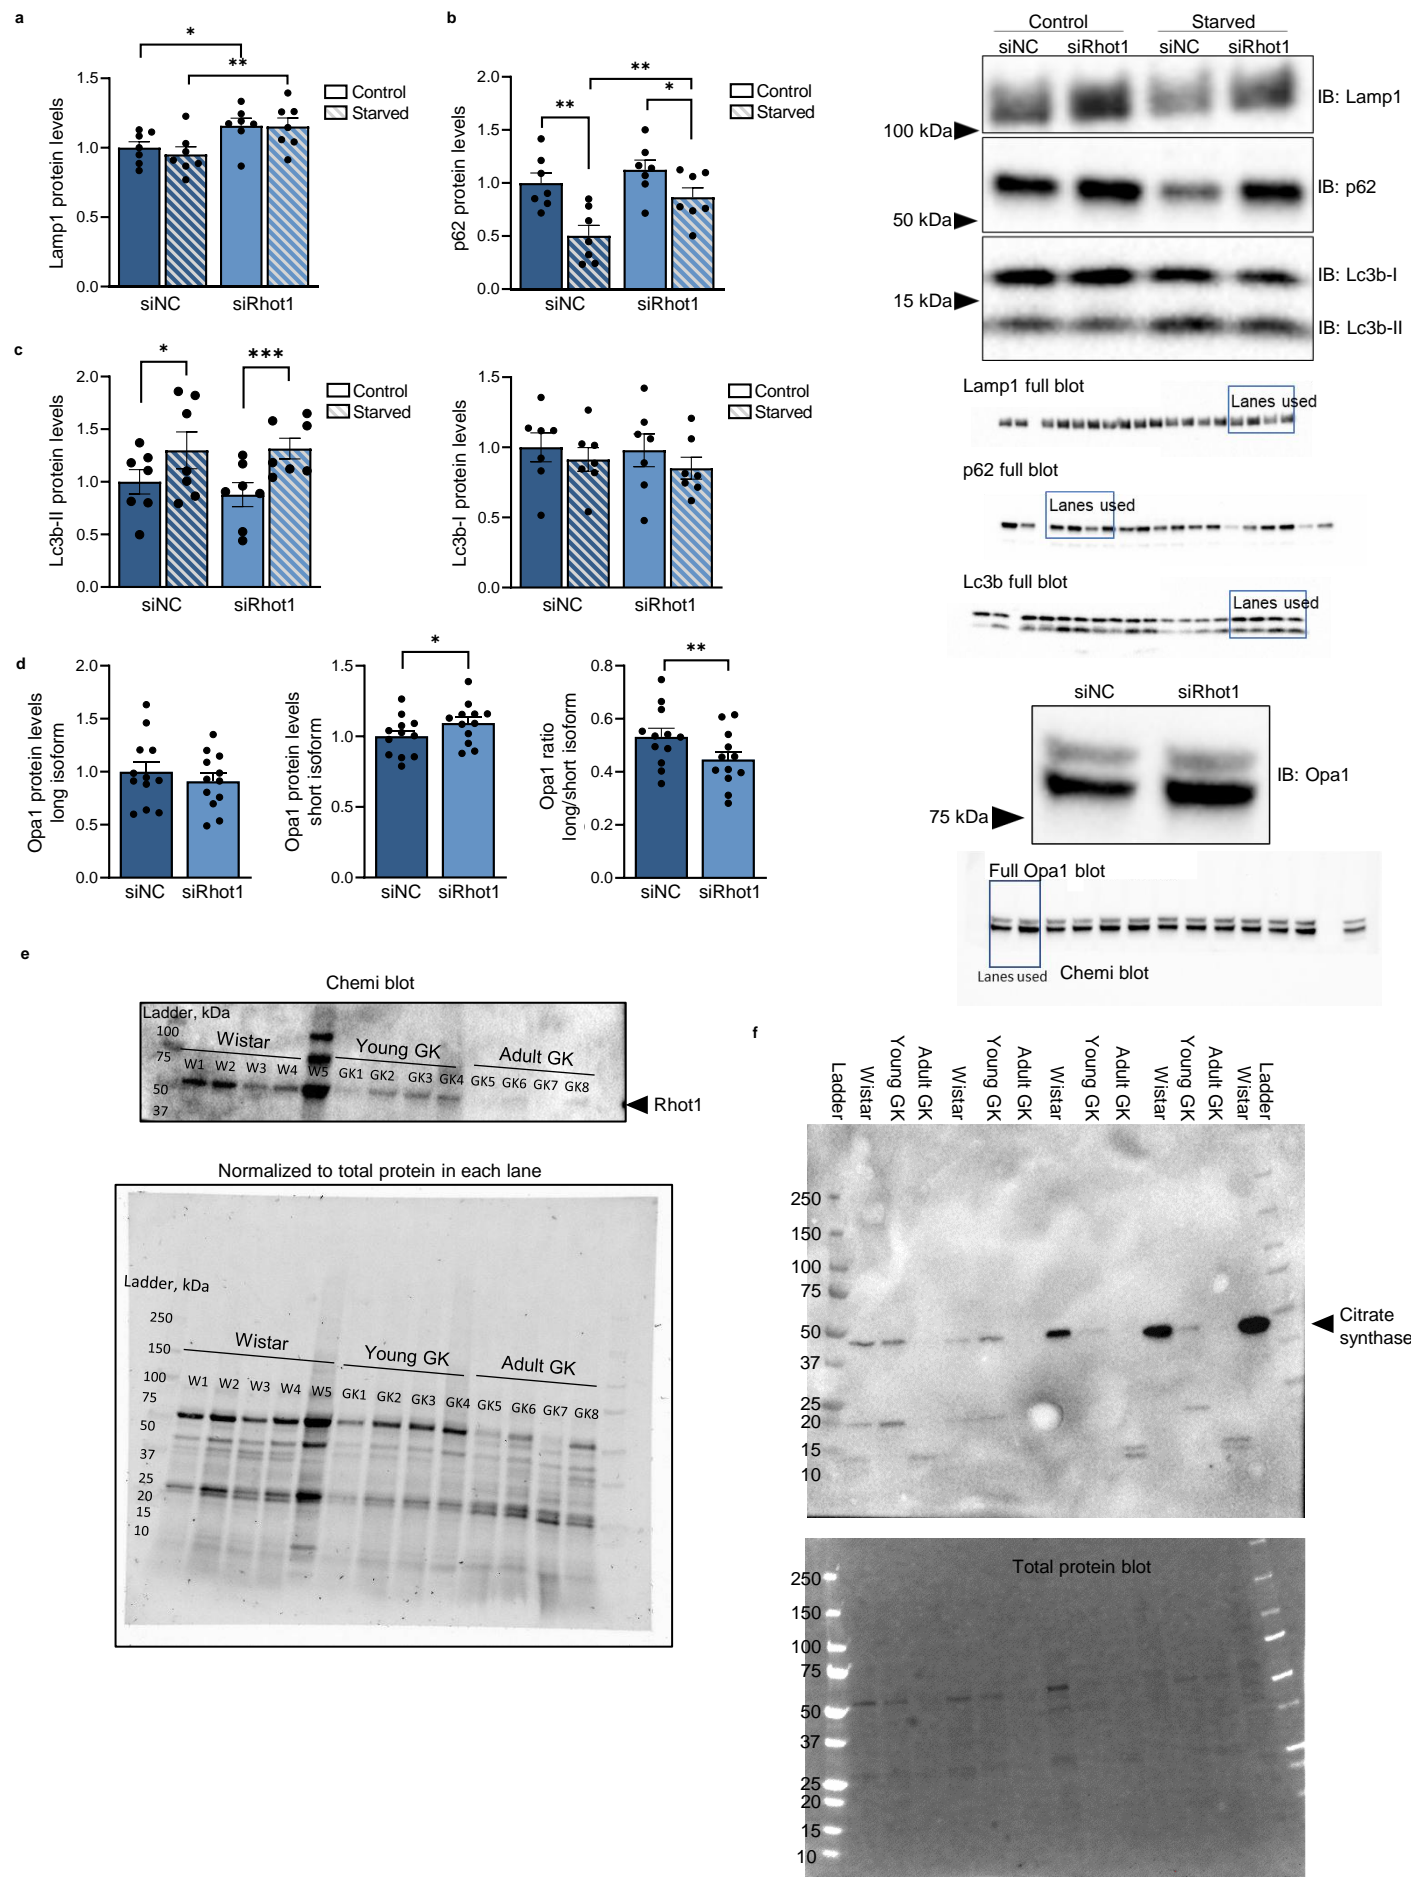 a
*
**
1.5
1.0
0.5
0.0
Lamp1 protein levels
siNC
siRhot1
Control
Starved
b
**
**
*
2.0
1.5
1.0
0.5
0.0
p62 protein levels
siNC
siRhot1
Control
Starved
Control
Starved
siNC
siRhot1
siNC
siRhot1
IB: Lamp1
100 kDa
IB: p62
50 kDa
IB: Lc3b-I
15 kDa
IB: Lc3b-II
c
*
***
2.0
1.5
1.0
0.5
0.0
Lc3b-II protein levels
siNC
siRhot1
Control
Starved
1.5
1.0
0.5
0.0
Lc3b-I protein levels
siNC
siRhot1
Control
Starved
Lamp1 full blot
Lanes used
p62 full blot
Lanes used
Lc3b full blot
Lanes used
d
2.0
1.5
1.0
0.5
0.0
Opa1 protein levels
long isoform
siNC
siRhot1
*
1.5
1.0
0.5
0.0
Opa1 protein levels
short isoform
siNC
siRhot1
**
0.8
0.6
0.4
0.2
0.0
Opa1 ratio
long/short isoform
siNC
siRhot1
siNC
siRhot1
IB: Opa1
75 kDa
Full Opa1 blot
Lanes used
Chemi blot
e
Chemi blot
Ladder, kDa
100
75
50
37
Wistar
Young GK
Adult GK
W1
W2
W3
W4
W5
GK1
GK2
GK3
GK4
GK5
GK6
GK7
GK8
Rhot1
Normalized to total protein in each lane
Ladder, kDa
250
150
100
75
50
37
25
20
15
10
Wistar
Young GK
Adult GK
W1
W2
W3
W4
W5
GK1
GK2
GK3
GK4
GK5
GK6
GK7
GK8
f
Ladder
Wistar
Young GK
Adult GK
Wistar
Young GK
Adult GK
Wistar
Young GK
Adult GK
Wistar
Young GK
Adult GK
Wistar
Ladder
250
150
100
75
50
37
25
20
15
10
Citrate
synthase
Total protein blot
250
150
100
75
50
37
25
20
15
10